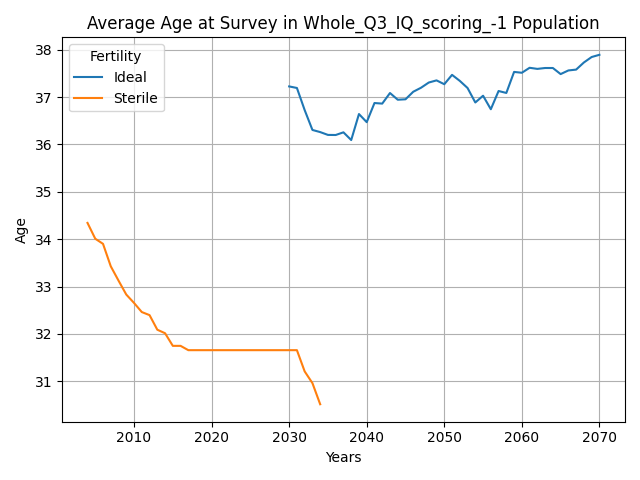 Average Age at Survey in Whole_Q3_IQ_scoring_-1 Population
Fertility
Ideal
Sterile
38
37
36
35
34
33
32
31
Age
2010
2020
2030
2040
2050
2060
2070
Years